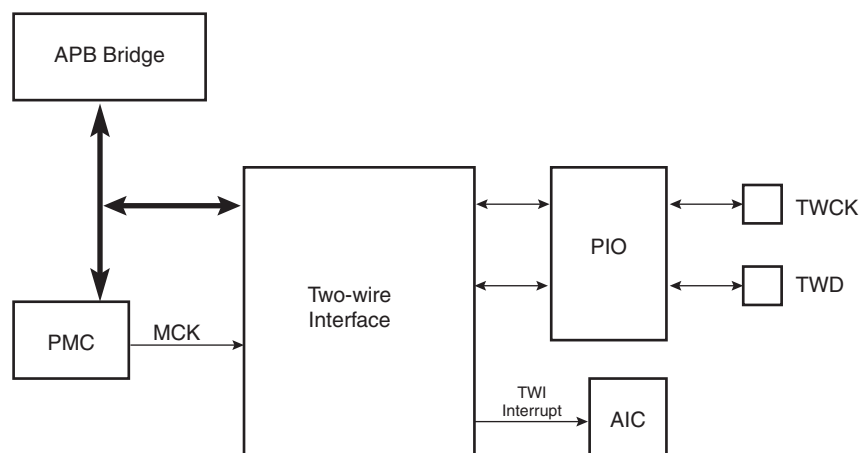 APB Bridge
TWCK
PIO
TWD
Two-wire
Interface
PMC
MCK
TWI
Interrupt
AIC